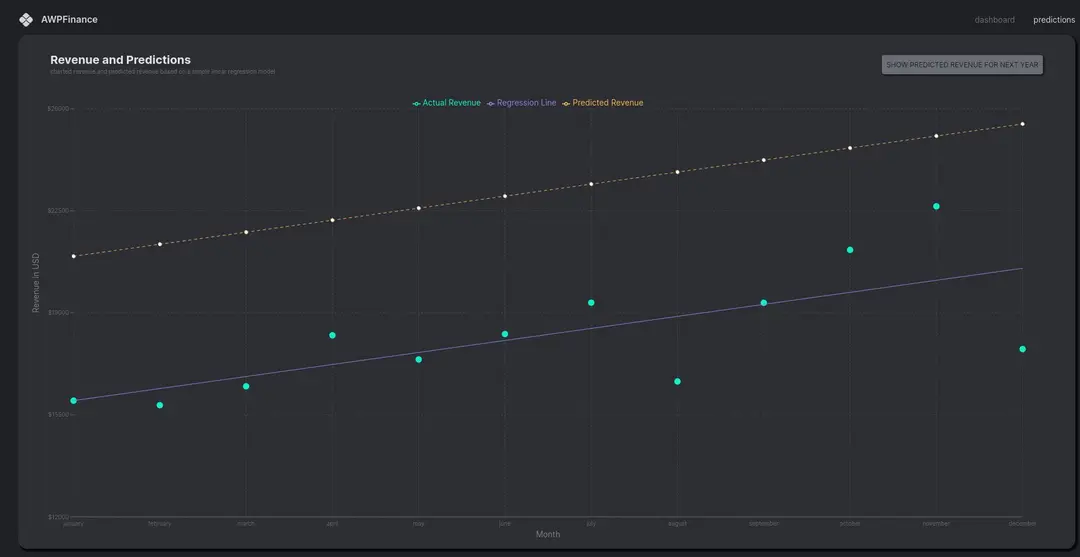 AWPFinance
dashboard
predictions
Revenue and Predictions
charted revenue and predicted revenue based on a simple linear regression model
SHOW PREDICTED REVENUE FOR NEXT YEAR
Actual Revenue
Regression Line
Predicted Revenue
$26000
$22500
$19000
$15500
$12000
Revenue in USD
january
february
march
april
may
june
july
august
september
october
november
december
Month